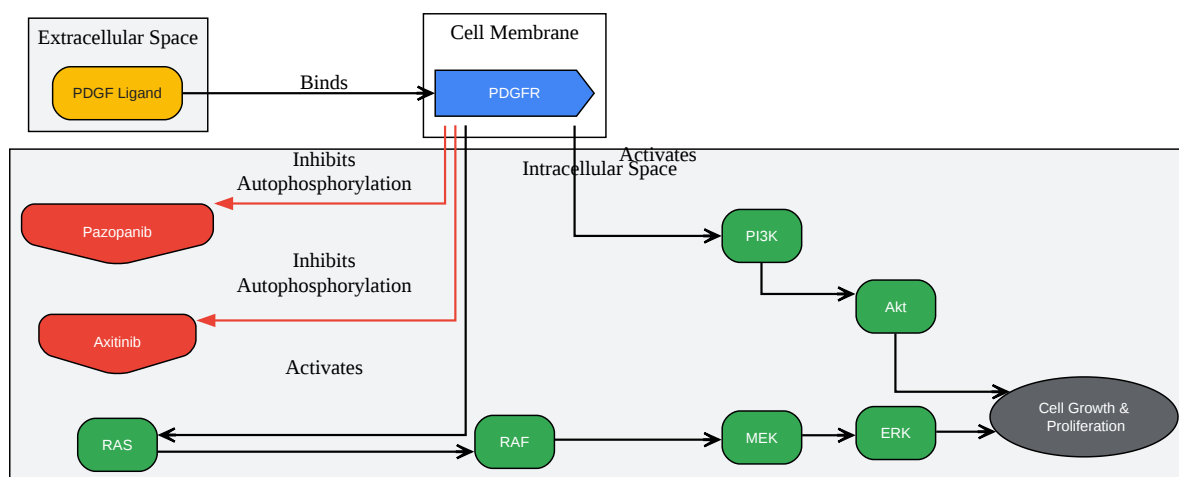 Extracellular Space
Cell Membrane
PDGF Ligand
Binds
PDGFR
Activates
Intracellular Space
Inhibits
Autophosphorylation
Pazopanib
PI3K
Inhibits
Autophosphorylation
Akt
Axitinib
Activates
RAS
RAF
MEK
ERK
Cell Growth &
Proliferation